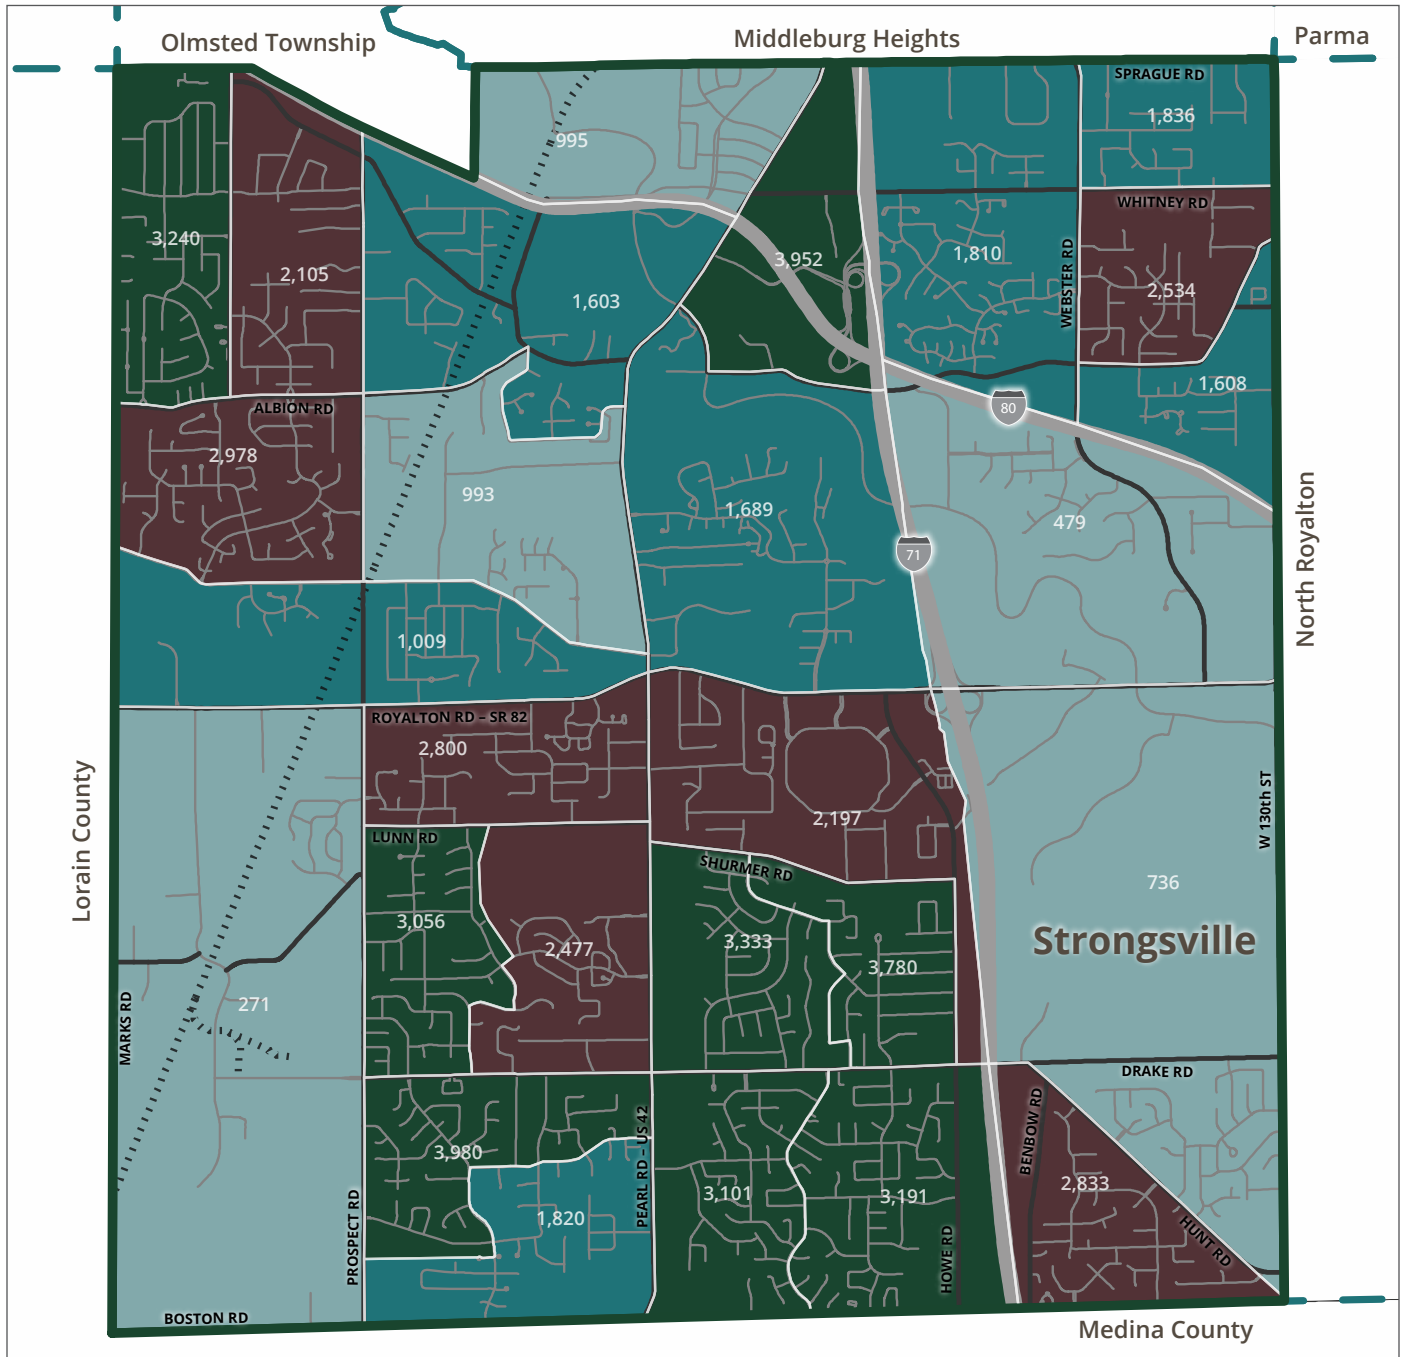 Olmsted Township
Middleburg Heights
Parma
SPRAGUE RD
1,836
995
WHITNEY RD
3,240
2,105
3,952
1,810
WEBSTER RD
2,534
1,603
1,608
ALBION RD
80
2,978
993
1,689
479
71
North Royalton
1,009
ROYALTON RD – SR 82
2,800
2,197
W 130th ST
Lorain County
LUNN RD
SHURMER RD
736
3,056
2,477
3,333
3,780
Strongsville
271
MARKS RD
DRAKE RD
BENBOW RD
3,980
PEARL RD – US 42
3,101
3,191
2,833
1,820
PROSPECT RD
HOWE RD
HUNT RD
BOSTON RD
Medina County